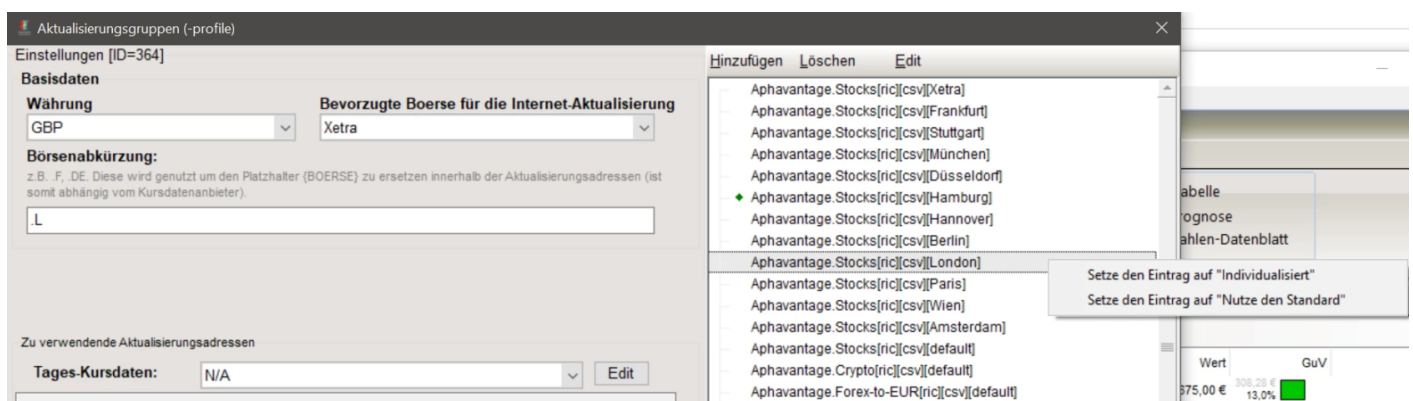 Aktualisierungsgruppen (-profile)
Einstellungen [ID=364]
Basisdaten
Währung
Bevorzugte Boerse für die Internet-Aktualisierung
GBP
Xetra
Börsenabkürzung:
z.B. .F, .DE. Diese wird genutzt um den Platzhalter {BOERSE} zu ersetzen innerhalb der Aktualisierungsadressen (ist
somit abhängig vom Kursdatenanbieter).
.L
Zu verwendende Aktualisierungsadressen
Tages-Kursdaten:
N/A
Edit
Hinzufügen Löschen Edit
Aphavantage.Stocks[ric][csv][Xetra]
Aphavantage.Stocks[ric][csv][Frankfurt]
Aphavantage.Stocks[ric][csv][Stuttgart]
Aphavantage.Stocks[ric][csv][München]
Aphavantage.Stocks[ric][csv][Düsseldorf]
Aphavantage.Stocks[ric][csv][Hamburg]
Aphavantage.Stocks[ric][csv][Hannover]
Aphavantage.Stocks[ric][csv][Berlin]
Aphavantage.Stocks[ric][csv][London]
Aphavantage.Stocks[ric][csv][Paris]
Aphavantage.Stocks[ric][csv][Wien]
Aphavantage.Stocks[ric][csv][Amsterdam]
Aphavantage.Stocks[ric][csv][default]
Aphavantage.Crypto[ric][csv][default]
Aphavantage.Forex-to-EUR[ric][csv][default]
Setze den Eintrag auf "Individualisiert"
Setze den Eintrag auf "Nutze den Standard"
abelle
ognose
ahlen-Datenblatt
Wert GuV
675,00 € 308,28 €
13,0%